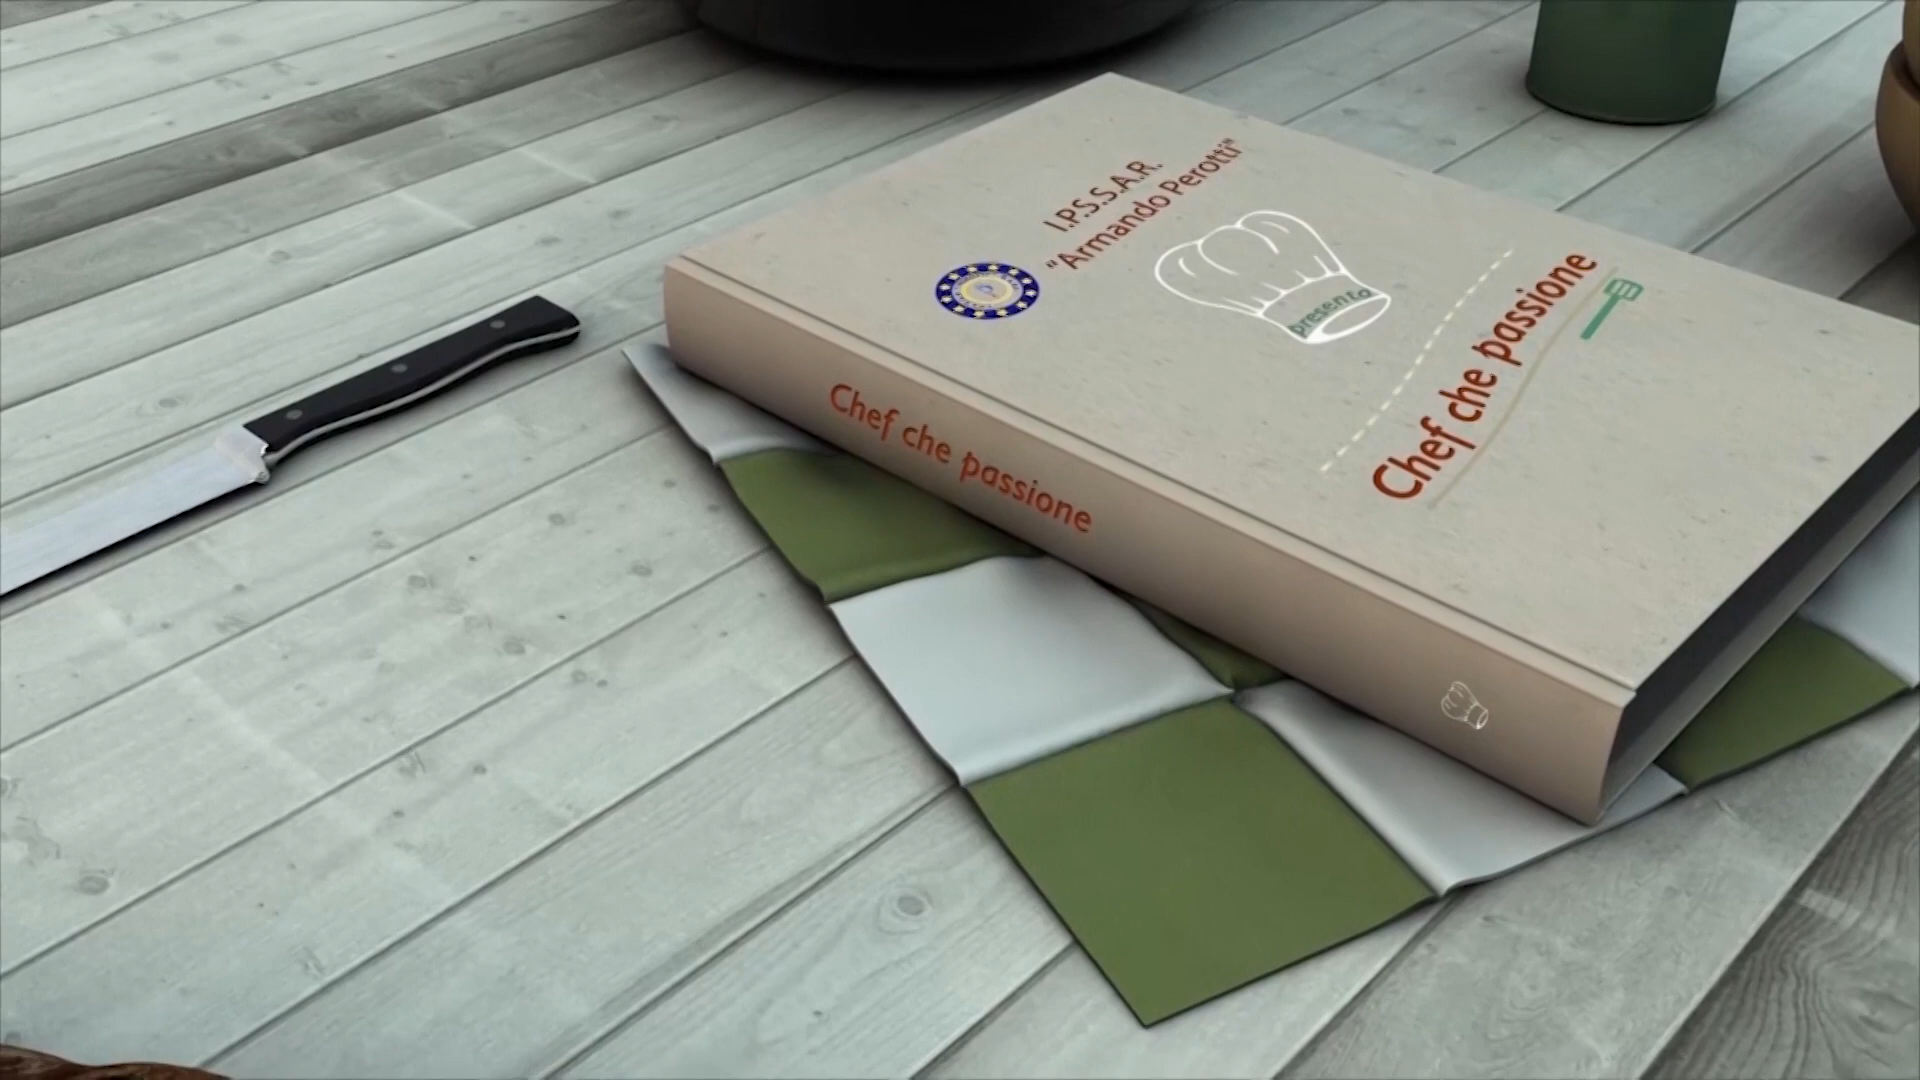 I.P.S.S.A.R.
"Armando Perotti"
presenta
Chef che passione
Chef che passione